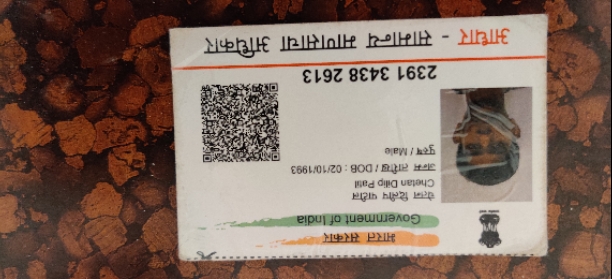 भारत सरकार
Government of India
चेतन दिलीप पाटील
Chetan Dilip Patil
जन्म तारीख / DOB : 02/10/1993
पुरुष / Male
2391 3438 2613
आधार - सामान्य माणसाचा अधिकार